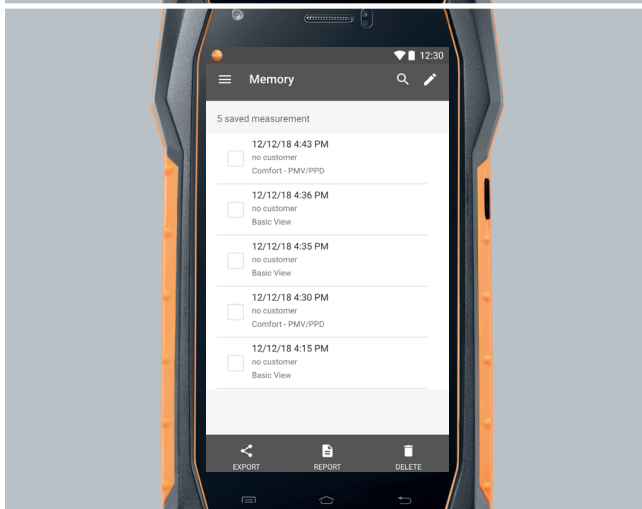 12:30
Memory
5 saved measurement
12/12/18 4:43 PM
no customer
Comfort - PMV/PPD
12/12/18 4:36 PM
no customer
Basic View
12/12/18 4:35 PM
no customer
Basic View
12/12/18 4:30 PM
no customer
Comfort - PMV/PPD
12/12/18 4:15 PM
no customer
Basic View
EXPORT REPORT DELETE